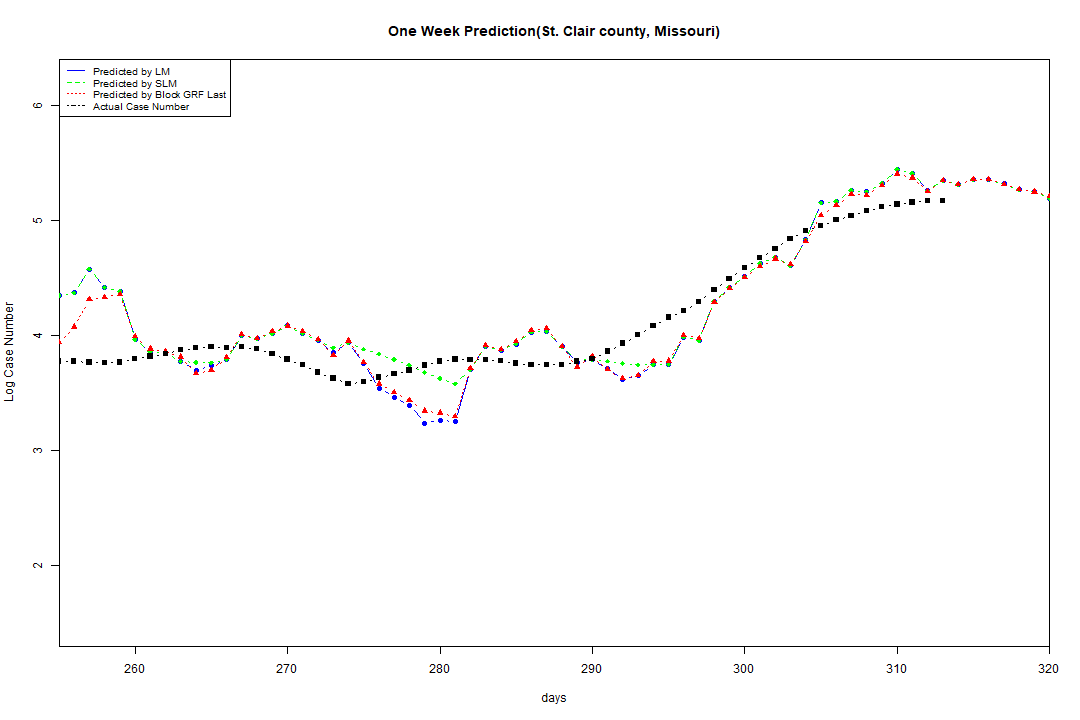 One Week Prediction(St. Clair county, Missouri)
Predicted by LM
Predicted by SLM
Predicted by Block GRF Last
Actual Case Number
6
5
4
3
2
Log Case Number
260 270 280 290 300 310 320
days